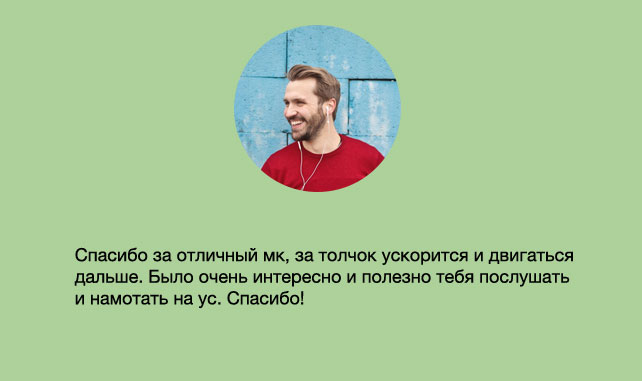 Спасибо за отличный мк, за толчок ускорится и двигаться
дальше. Было очень интересно и полезно тебя послушать
и намотать на ус. Спасибо!